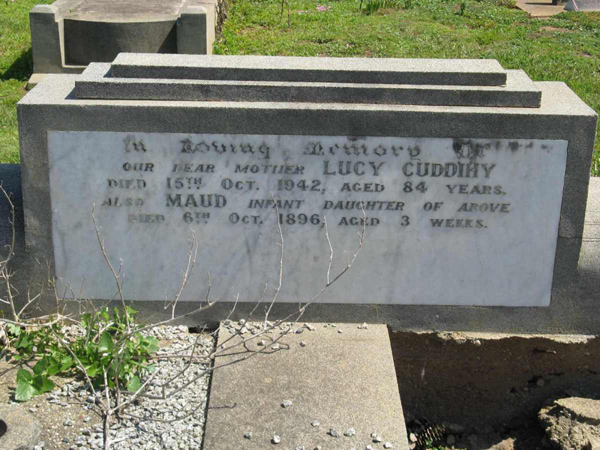 In Loving Memory Of
OUR DEAR MOTHER LUCY CUDDIHY
DIED 15TH OCT. 1942, AGED 84 YEARS.
ALSO MAUD INFANT DAUGHTER OF ABOVE
DIED 6TH OCT. 1896, AGED 3 WEEKS.